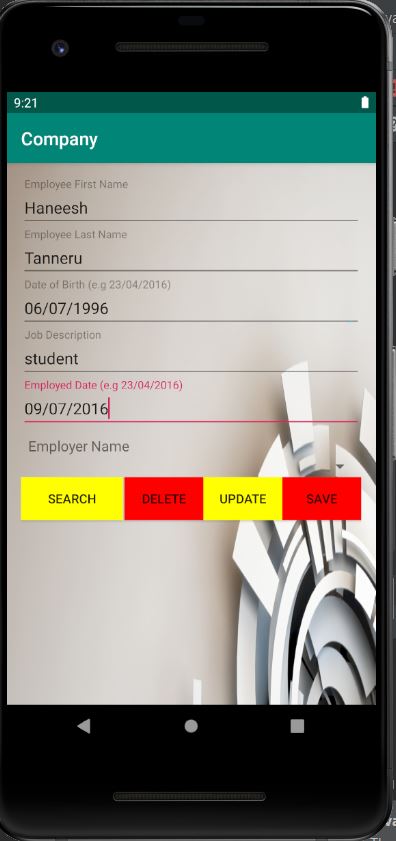 9:21
Company
Employee First Name
Haneesh
Employee Last Name
Tanneru
Date of Birth (e.g 23/04/2016)
06/07/1996
Job Description
student
Employed Date (e.g 23/04/2016)
09/07/2016
Employer Name
SEARCH DELETE UPDATE SAVE